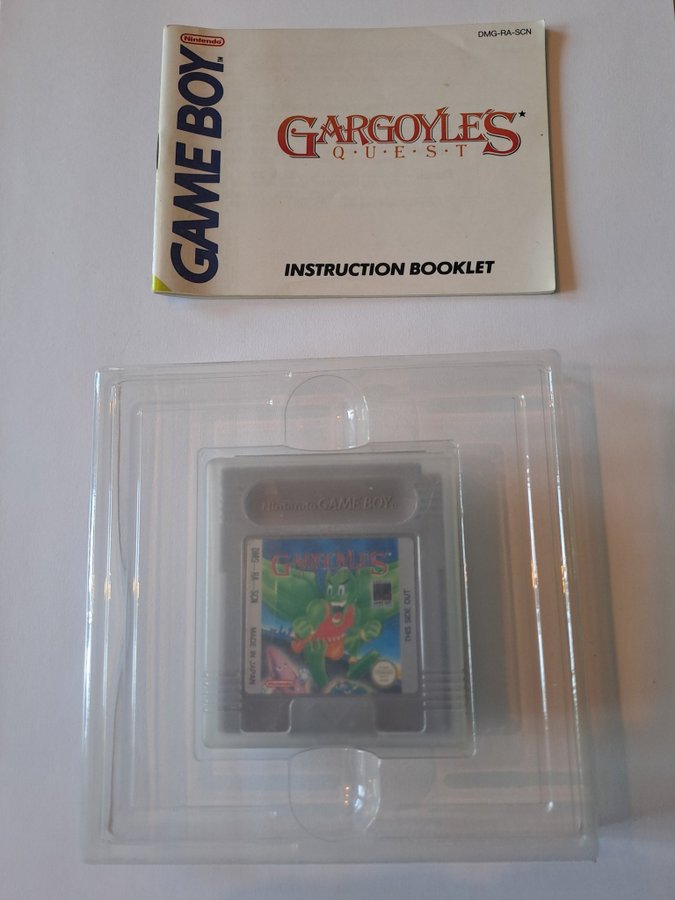 Nintendo
GAME BOY
TM
DMG-RA-SCN
GARGOYLE'S
QUEST
INSTRUCTION BOOKLET
Nintendo GAME BOY
GARGOYLE'S
DMG-RA-SCN
MADE IN JAPAN
THIS SIDE OUT